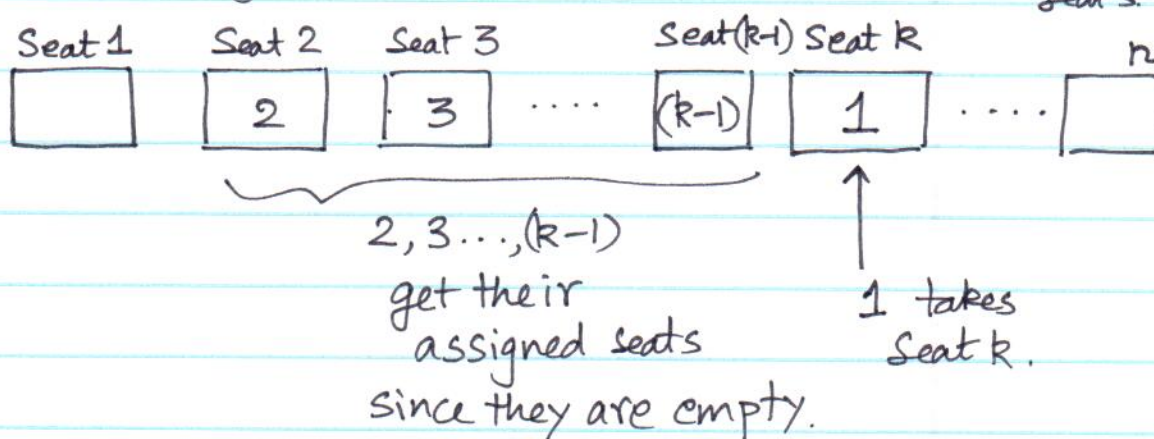 seats.
Seat 1 Seat 2 Seat 3 Seat (k-1) Seat k n
2 3 ..... (k-1) 1 .....
2, 3 ..., (k-1)
get their
assigned seats
since they are empty.
1 takes
Seat k.